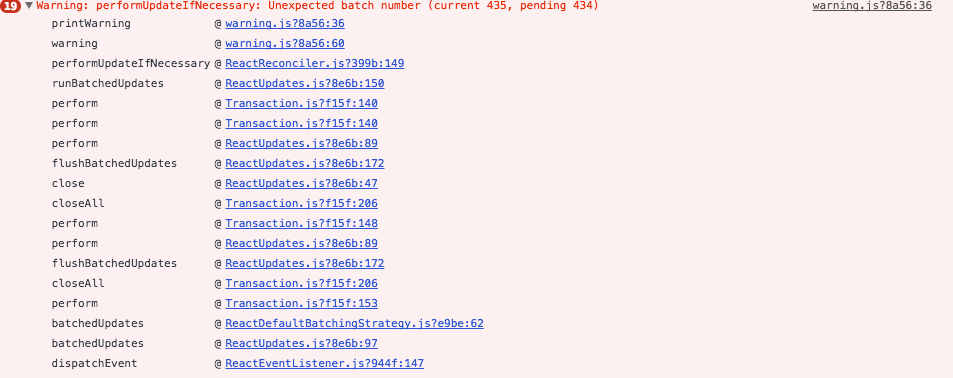 19 ▼Warning: performUpdateIfNecessary: Unexpected batch number (current 435, pending 434) warning.js?8a56:36
printWarning @ warning.js?8a56:36
warning @ warning.js?8a56:60
performUpdateIfNecessary @ ReactReconciler.js?399b:149
runBatchedUpdates @ ReactUpdates.js?8e6b:150
perform @ Transaction.js?f15f:140
perform @ Transaction.js?f15f:140
perform @ ReactUpdates.js?8e6b:89
flushBatchedUpdates @ ReactUpdates.js?8e6b:172
close @ ReactUpdates.js?8e6b:47
closeAll @ Transaction.js?f15f:206
perform @ Transaction.js?f15f:148
perform @ ReactUpdates.js?8e6b:89
flushBatchedUpdates @ ReactUpdates.js?8e6b:172
closeAll @ Transaction.js?f15f:206
perform @ Transaction.js?f15f:153
batchedUpdates @ ReactDefaultBatchingStrategy.js?e9be:62
batchedUpdates @ ReactUpdates.js?8e6b:97
dispatchEvent @ ReactEventListener.js?944f:147